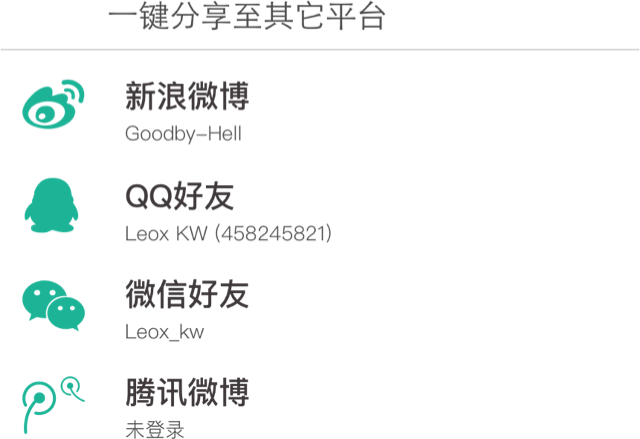 一键分享至其它平台
新浪微博
Goodby-Hell
QQ好友
Leox KW (458245821)
微信好友
Leox_kw
腾讯微博
未登录